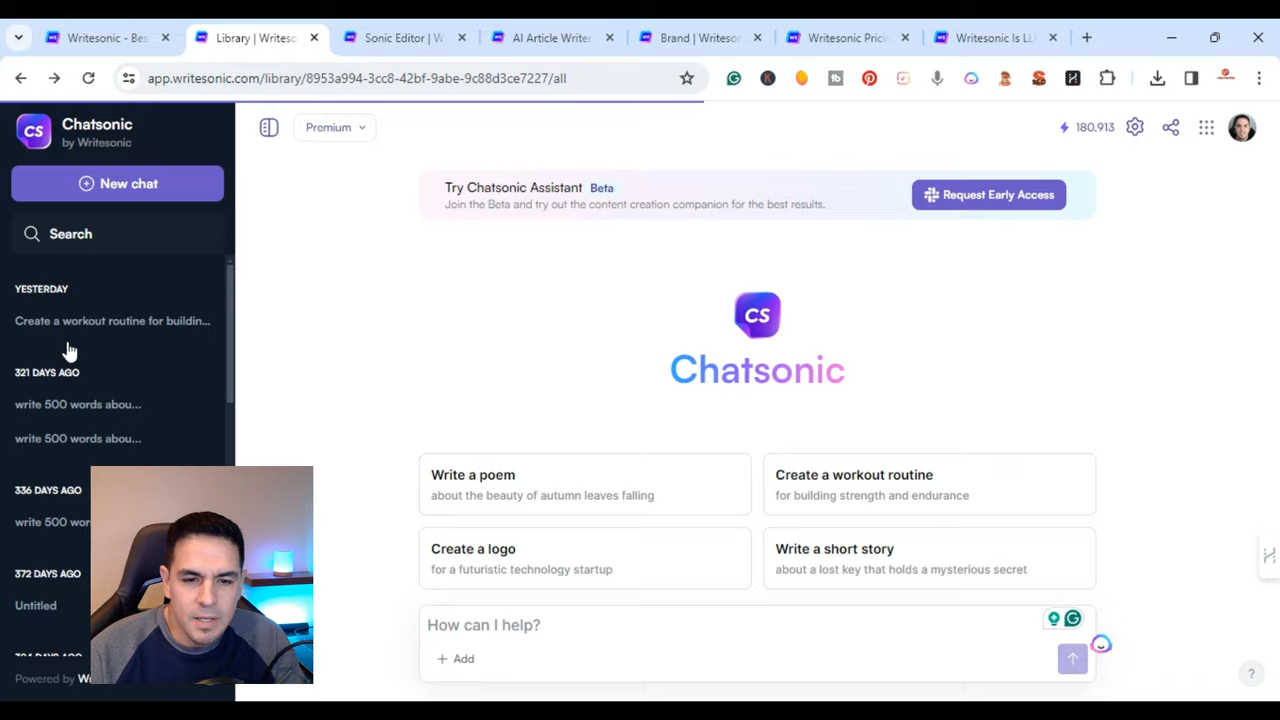 Writesonic - Bes
Library | Writeso
Sonic Editor | W
AI Article Writer
Brand | Writeson
Writesonic Pricin
Writesonic Is LLU
app.writesonic.com/library/8953a994-3cc8-42bf-9abe-9c88d3ce7227/all
CS
Chatsonic
by Writesonic
Premium
180,913
New chat
Try Chatsonic Assistant Beta
Join the Beta and try out the content creation companion for the best results.
Request Early Access
Search
YESTERDAY
Create a workout routine for buildin...
321 DAYS AGO
write 500 words abou...
write 500 words abou...
336 DAYS AGO
write 500 wor
372 DAYS AGO
Untitled
Powered by
CS
Chatsonic
Write a poem
about the beauty of autumn leaves falling
Create a workout routine
for building strength and endurance
Create a logo
for a futuristic technology startup
Write a short story
about a lost key that holds a mysterious secret
How can I help?
+ Add
?